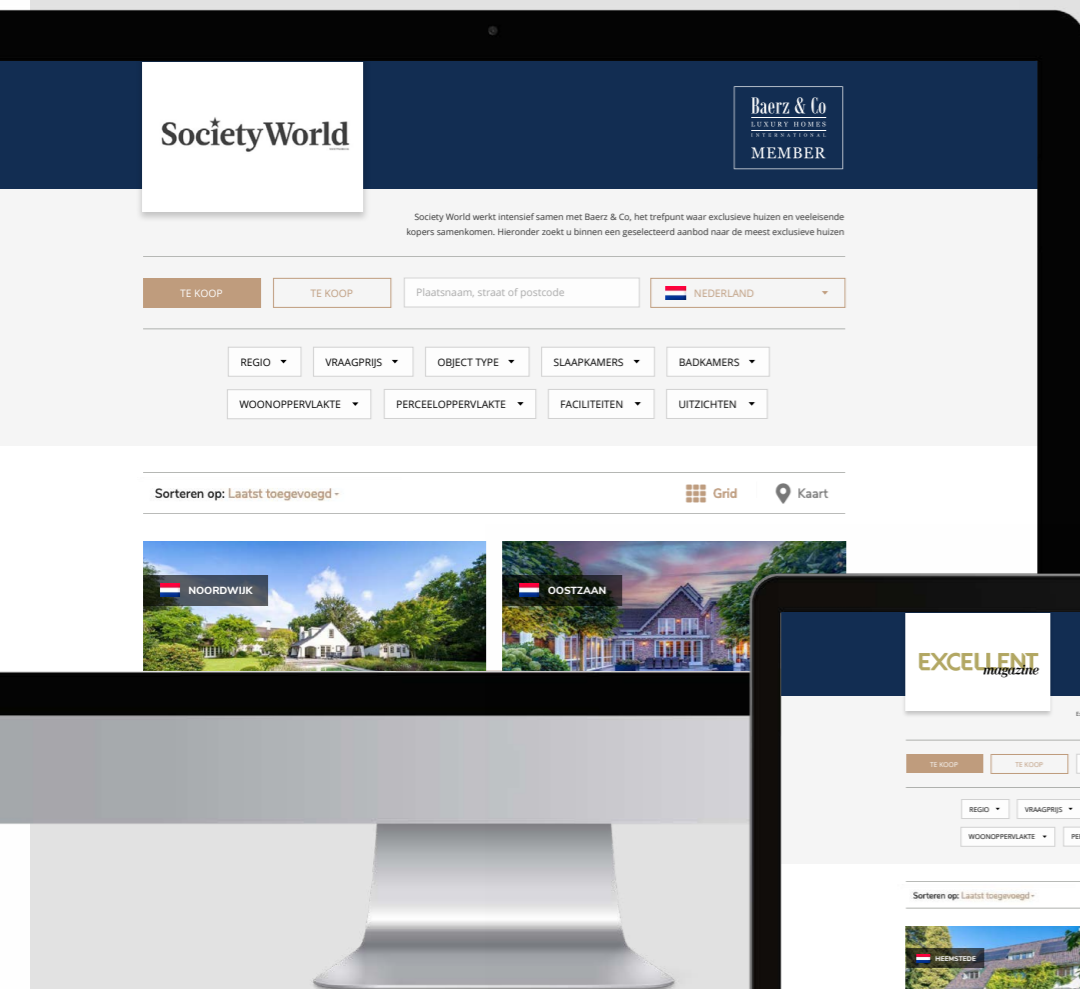 SocietyWorld
Baerz & Co
LUXURY HOMES
INTERNATIONAL
MEMBER
Society World werkt intensief samen met Baerz & Co, het trefpunt waar exclusieve huizen en veeleisende
kopers samenkomen. Hieronder zoekt u binnen een geselecteerd aanbod naar de meest exclusieve huizen
TE KOOP
TE KOOP
Plaatsnaam, straat of postcode
NEDERLAND
REGIO
VRAAGPRIJS
OBJECT TYPE
SLAAPKAMERS
BADKAMERS
WOONOPPERVLAKTE
PERCEELOPPERVLAKTE
FACILITEITEN
UITZICHTEN
Sorteren op: Laatst toegevoegd -
Grid
Kaart
NOORDWIJK
OOSTZAAN
EXCELLENT
magazine
TE KOOP
TE KOOP
REGIO
VRAAGPRIJS
WOONOPPERVLAKTE
Sorteren op: Laatst toegevoegd -
HEEMSTEDE